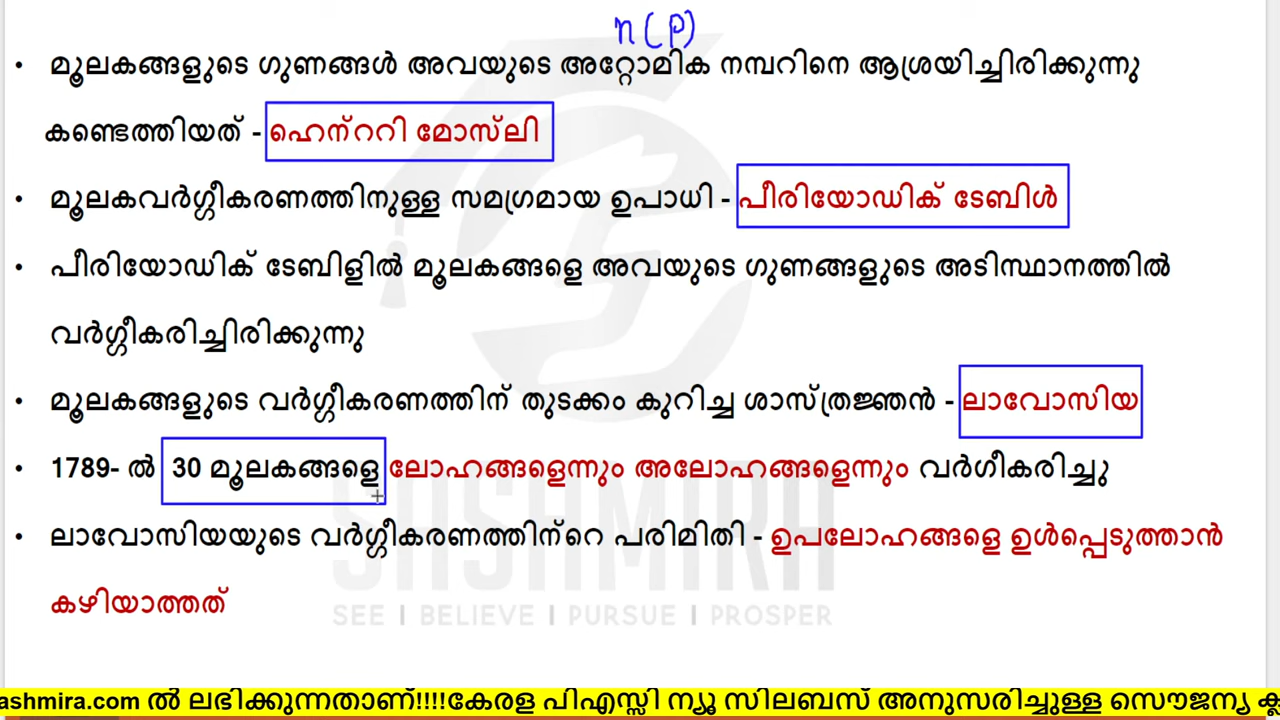 n(P)
• മൂലകങ്ങളുടെ ഗുണങ്ങൾ അവയുടെ അറ്റോമിക നമ്പറിനെ ആശ്രയിച്ചിരിക്കുന്നു
കണ്ടെത്തിയത് - ഹെന്‍ററി മോസ്‌ലി
• മൂലകവർഗ്ഗീകരണത്തിനുള്ള സമഗ്രമായ ഉപാധി - പീരിയോഡിക് ടേബിൾ
• പീരിയോഡിക് ടേബിളിൽ മൂലകങ്ങളെ അവയുടെ ഗുണങ്ങളുടെ അടിസ്ഥാനത്തിൽ
വർഗ്ഗീകരിച്ചിരിക്കുന്നു
• മൂലകങ്ങളുടെ വർഗ്ഗീകരണത്തിന് തുടക്കം കുറിച്ച ശാസ്ത്രജ്ഞൻ - ലാവോസിയ
• 1789- ൽ 30 മൂലകങ്ങളെ ലോഹങ്ങളെന്നും അലോഹങ്ങളെന്നും വർഗീകരിച്ചു
• ലാവോസിയയുടെ വർഗ്ഗീകരണത്തിന്‍റെ പരിമിതി - ഉപലോഹങ്ങളെ ഉൾപ്പെടുത്താൻ
കഴിയാത്തത്
SASHMIRA
SEE | BELIEVE | PURSUE | PROSPER
ashmira.com ൽ ലഭിക്കുന്നതാണ്!!!!കേരള പിഎസ്സി ന്യൂ സിലബസ് അനുസരിച്ചുള്ള സൌജന്യ ക്ല